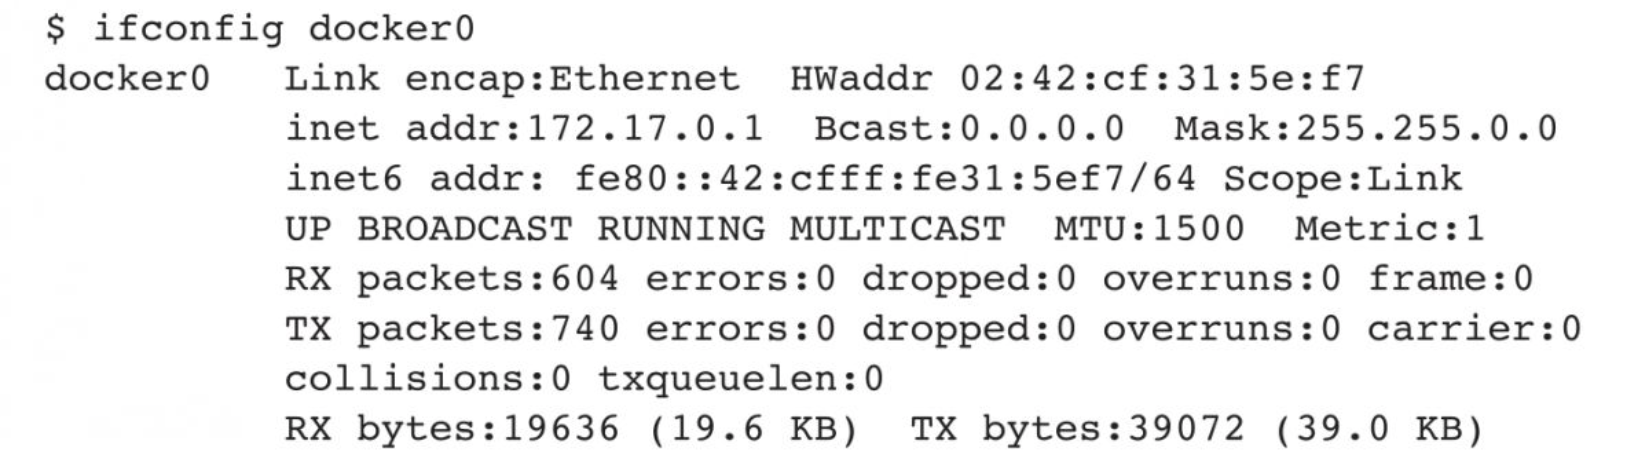 $ ifconfig docker0
docker0   Link encap:Ethernet  HWaddr 02:42:cf:31:5e:f7
          inet addr:172.17.0.1  Bcast:0.0.0.0  Mask:255.255.0.0
          inet6 addr: fe80::42:cfff:fe31:5ef7/64 Scope:Link
          UP BROADCAST RUNNING MULTICAST  MTU:1500  Metric:1
          RX packets:604 errors:0 dropped:0 overruns:0 frame:0
          TX packets:740 errors:0 dropped:0 overruns:0 carrier:0
          collisions:0 txqueuelen:0
          RX bytes:19636 (19.6 KB)  TX bytes:39072 (39.0 KB)